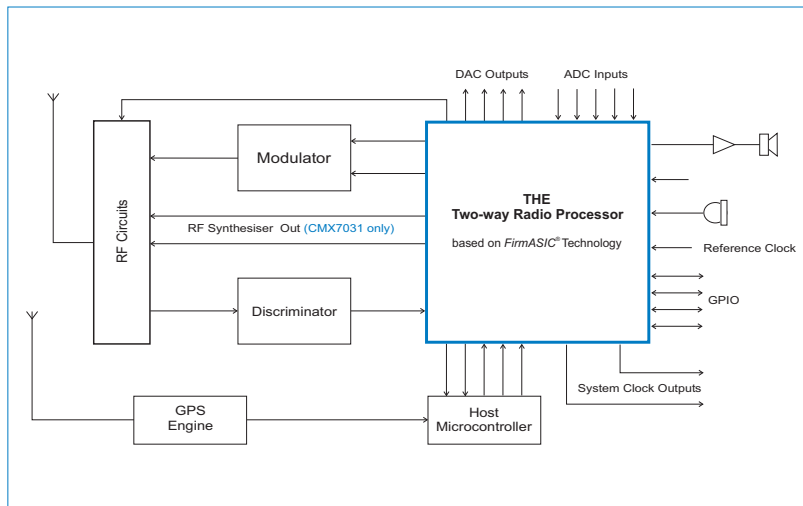 DAC Outputs
ADC Inputs
Modulator
RF Circuits
THE
Two-way Radio Processor
based on FirmASIC® Technology
RF Synthesiser Out (CMX7031 only)
Reference Clock
GPIO
Discriminator
System Clock Outputs
GPS
Engine
Host
Microcontroller